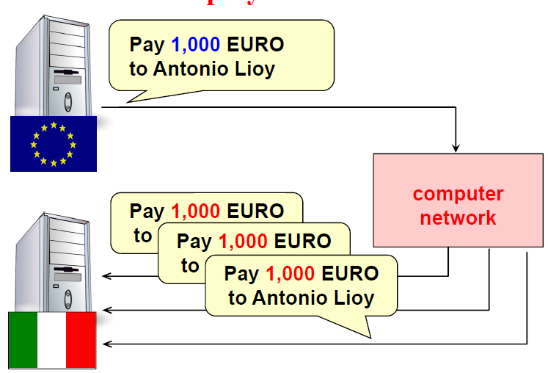 Pay 1,000 EURO
to Antonio Lioy
computer
network
Pay 1,000 EURO
to
Pay 1,000 EURO
to
Pay 1,000 EURO
to Antonio Lioy